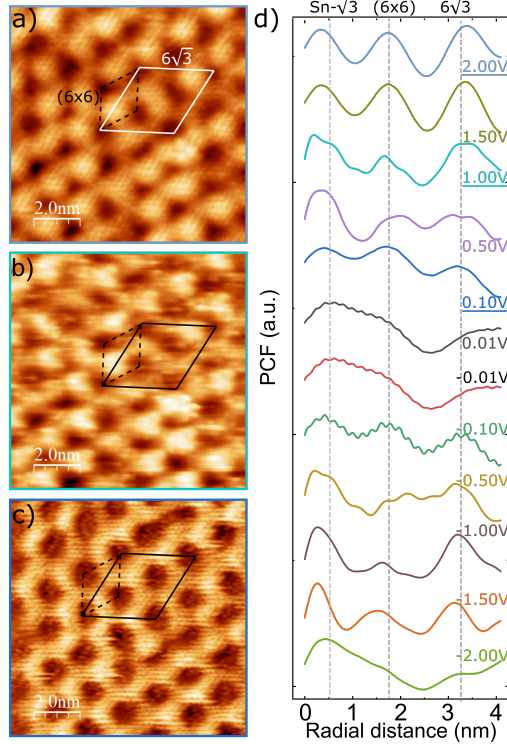 a)
6√3
(6x6)
2.0nm
b)
2.0nm
c)
2.0nm
d)
Sn-√3 (6x6) 6√3
2.00V
1.50V
1.00V
0.50V
0.10V
0.01V
-0.01V
-0.10V
-0.50V
-1.00V
-1.50V
-2.00V
PCF (a.u.)
0 1 2 3 4
Radial distance (nm)